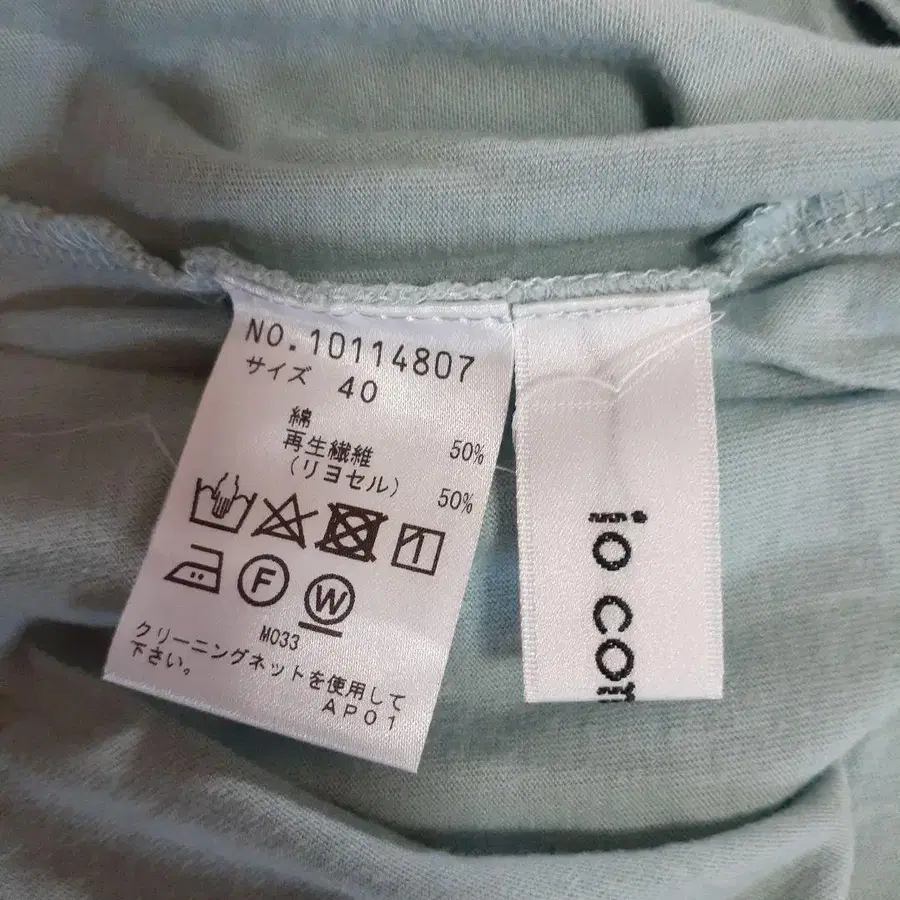 NO.10114807
サイズ 40
綿 50%
再生繊維
(リヨセル) 50%
F W
M033
クリーニングネットを使用して
下さい。
AP01
io com